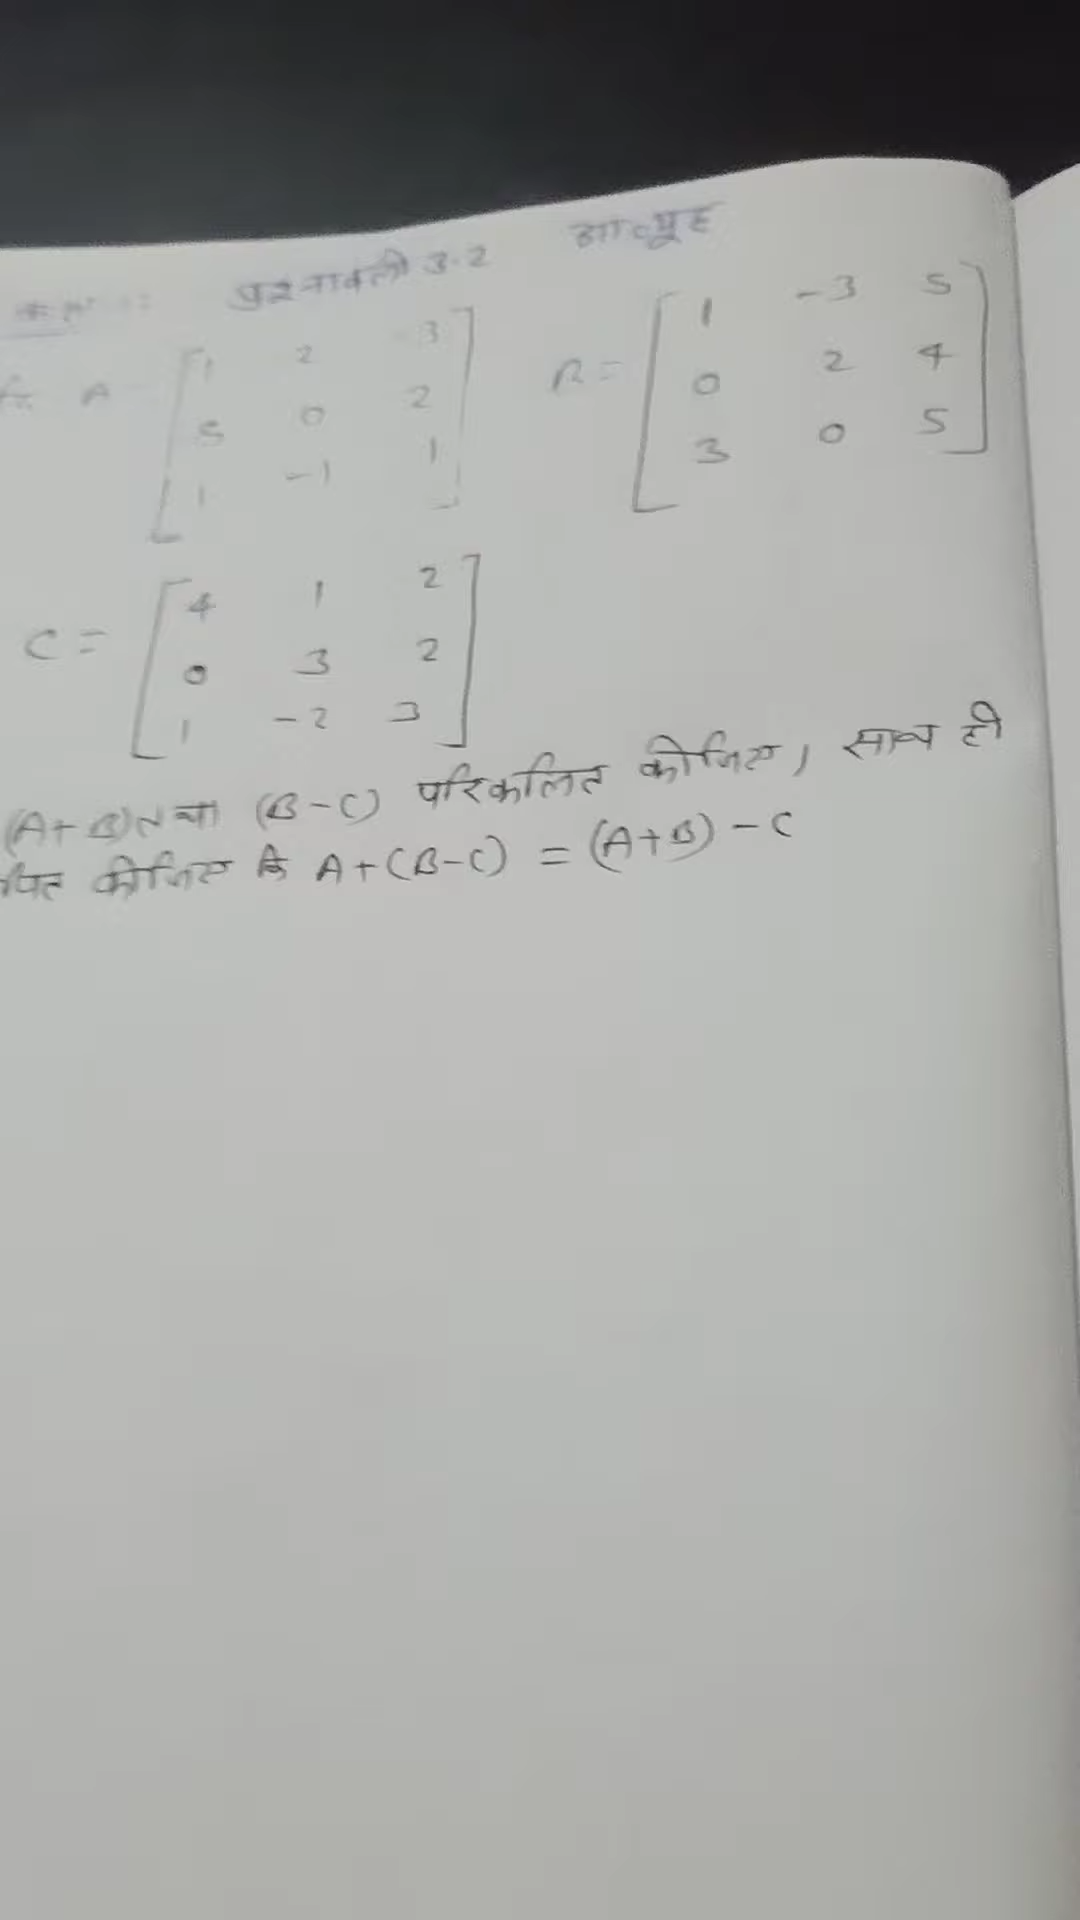 प्रश्नावली 3.2 आव्यूह
A = [1 2 -3
5 0 2
1 -1 1]
B = [1 -3 5
0 2 4
3 0 5]
C = [4 1 2
0 3 2
1 -2 3]
(A+B) तथा (B-C) परिकलित कीजिए, साथ ही
कीजिए कि A+(B-C) = (A+B)-C